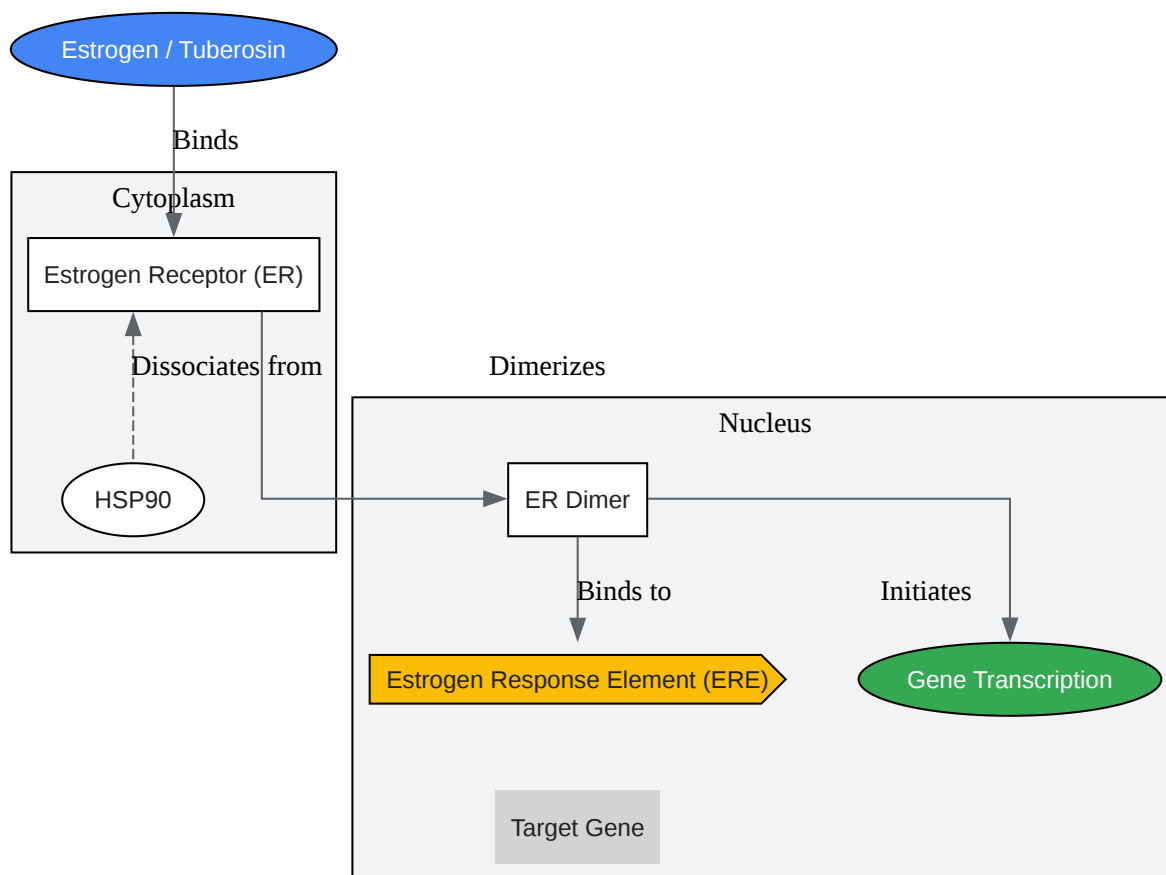 Estrogen / Tuberosin
Binds
Cytoplasm
Estrogen Receptor (ER)
Dissociates from
Dimerizes
Nucleus
HSP90
ER Dimer
Binds to
Initiates
Estrogen Response Element (ERE)
Gene Transcription
Target Gene